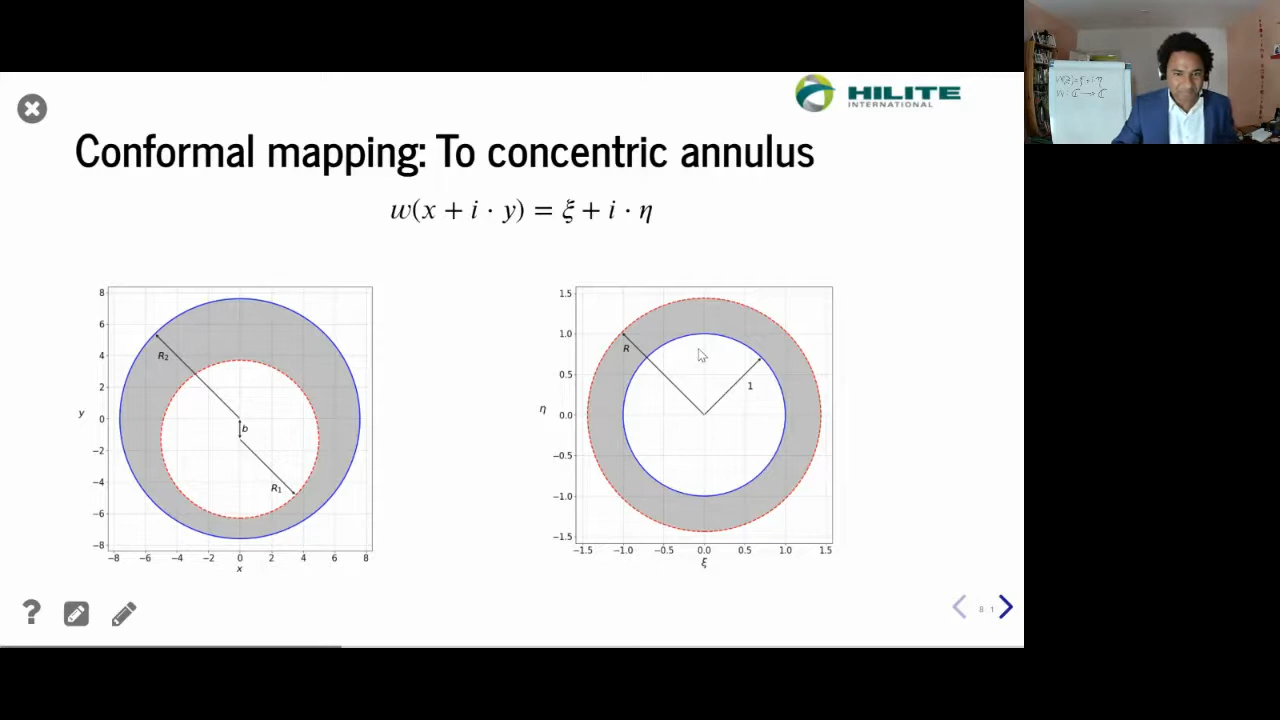 HILITE
INTERNATIONAL
Conformal mapping: To concentric annulus
w(x + i · y) = ξ + i · η
8
6
4
2
0
−2
−4
−6
−8
y
−8 −6 −4 −2 0 2 4 6 8
x
R₂
b
R₁
1.5
1.0
0.5
0.0
−0.5
−1.0
−1.5
η
−1.5 −1.0 −0.5 0.0 0.5 1.0 1.5
ξ
R
1
?
8 1